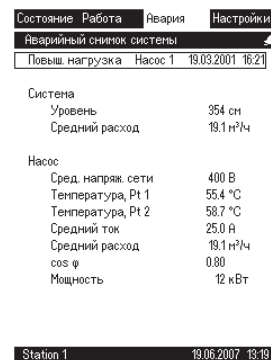 Состояние Работа Авария Настройки
Аварийный снимок системы
Повыш. нагрузка Насос 1 19.03.2001 16:21
Система
Уровень 354 см
Средний расход 19.1 м³/ч
Насос
Сред. напряж. сети 400 В
Температура, Pt 1 55.4 °C
Температура, Pt 2 58.7 °C
Средний ток 25.0 А
Средний расход 19.1 м³/ч
cos φ 0.80
Мощность 12 кВт
Station 1 19.06.2007 13:19